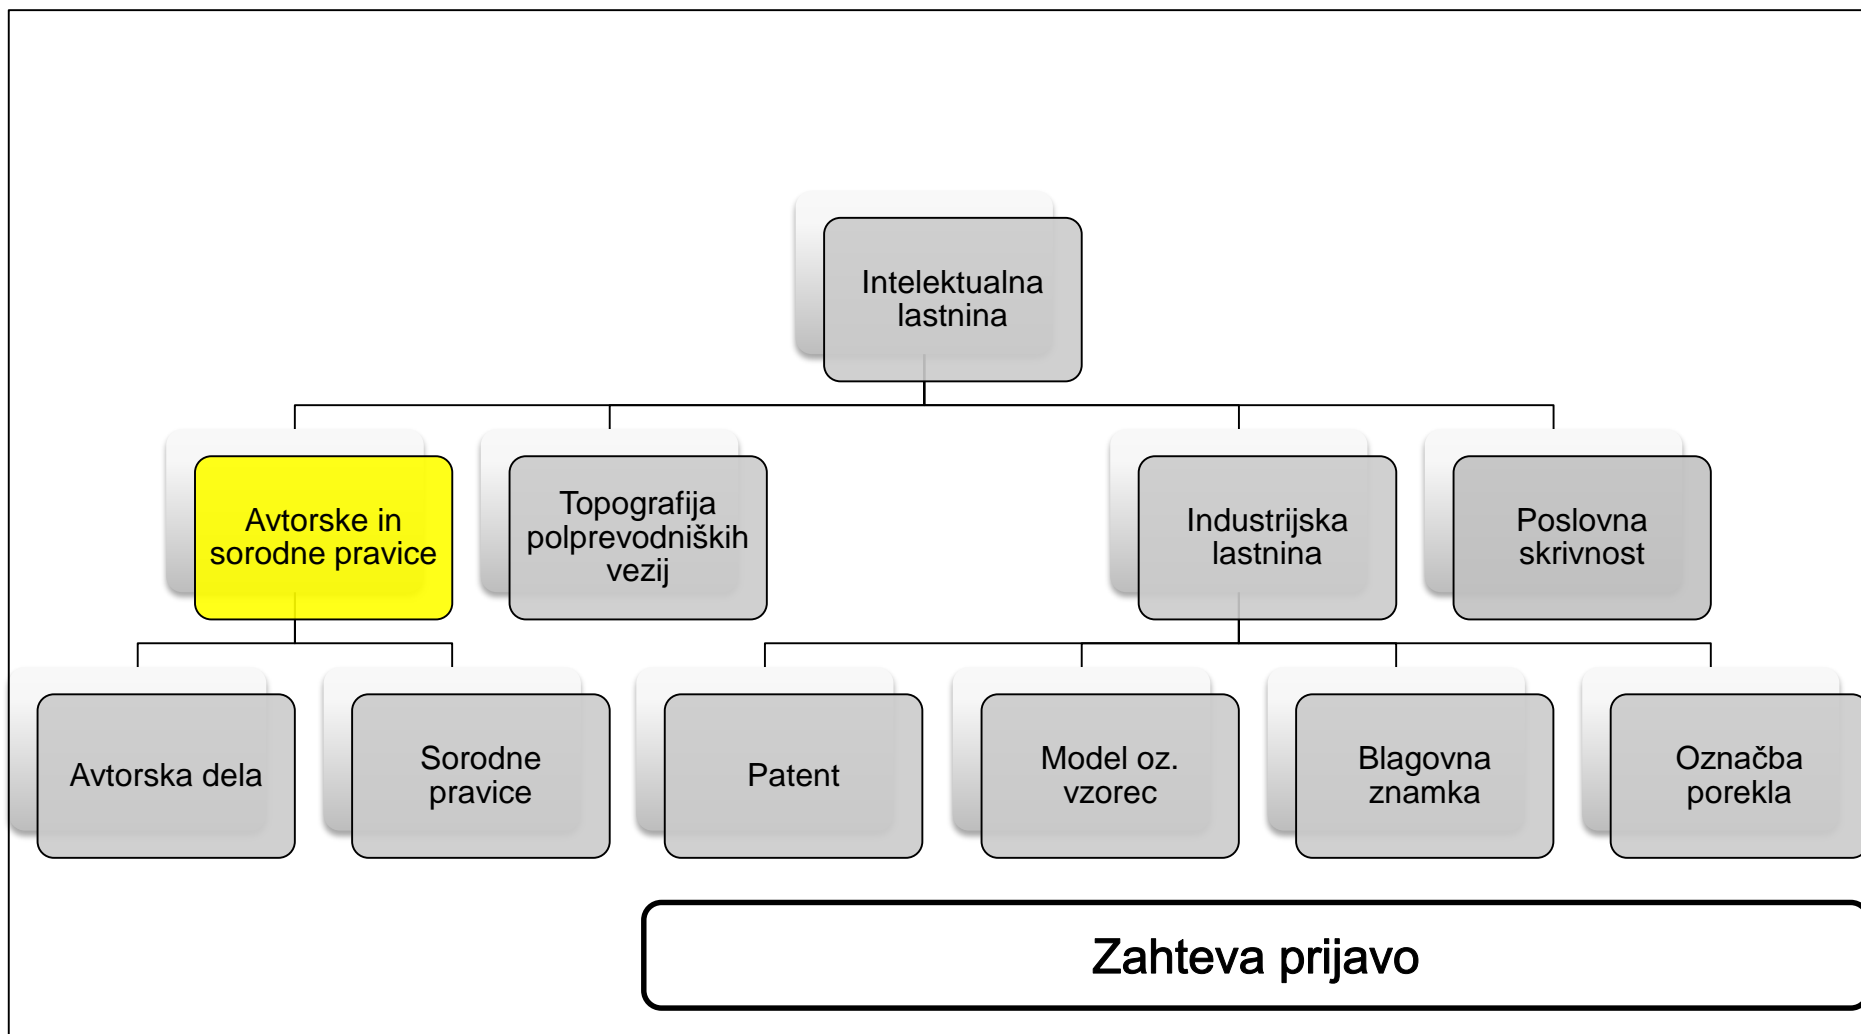 Intelektualna
lastnina
Avtorske in
sorodne pravice
Topografija
polprevodniških
vezij
Industrijska
lastnina
Poslovna
skrivnost
Avtorska dela
Sorodne
pravice
Patent
Model oz.
vzorec
Blagovna
znamka
Označba
porekla
Zahteva prijavo